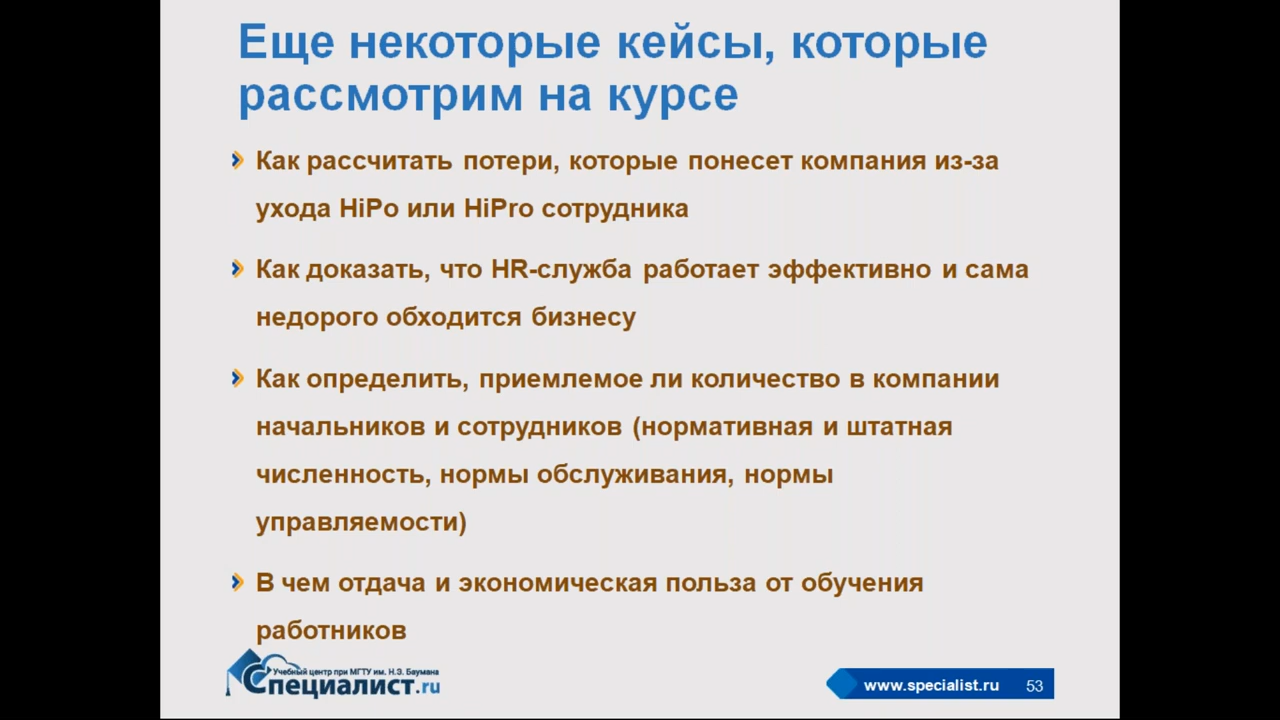 Еще некоторые кейсы, которые
рассмотрим на курсе
Как рассчитать потери, которые понесет компания из-за
ухода HiPo или HiPro сотрудника
Как доказать, что HR-служба работает эффективно и сама
недорого обходится бизнесу
Как определить, приемлемое ли количество в компании
начальников и сотрудников (нормативная и штатная
численность, нормы обслуживания, нормы
управляемости)
В чем отдача и экономическая польза от обучения
работников
Учебный центр при МГТУ им. Н.Э. Баумана
Специалист.ru
www.specialist.ru 53